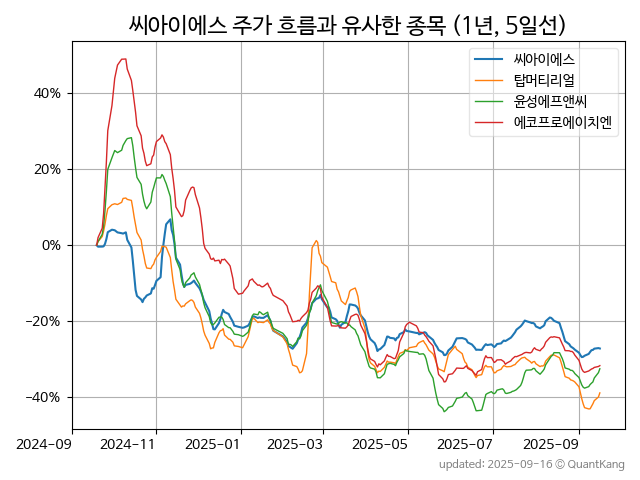 씨아이에스 주가 흐름과 유사한 종목 (1년, 5일선)
씨아이에스
탑머티리얼
윤성에프앤씨
에코프로에이치엔
40%
20%
0%
−20%
−40%
2024-09 2024-11 2025-01 2025-03 2025-05 2025-07 2025-09
updated: 2025-09-16 © QuantKang